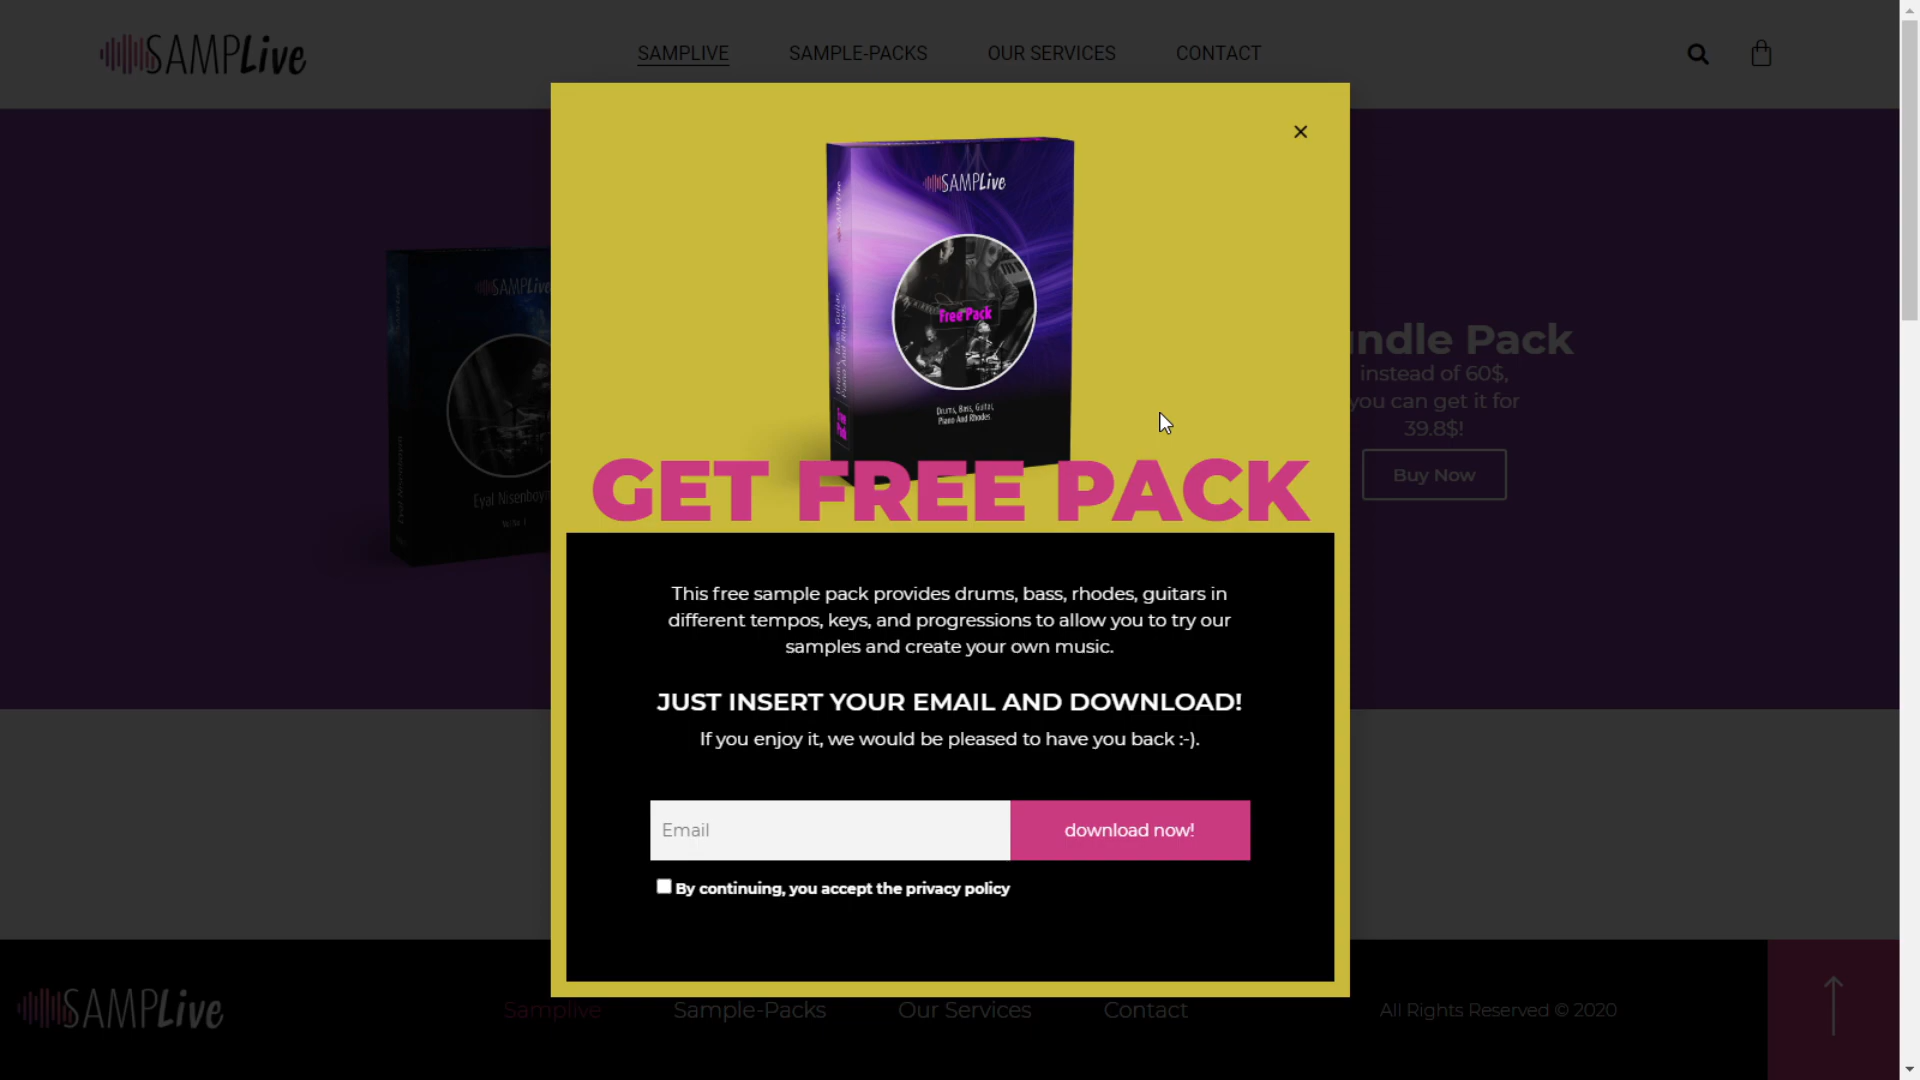 SAMPLive
SAMPLIVE
SAMPLE-PACKS
OUR SERVICES
CONTACT
SAMPLive
Free Pack
Drums, Bass, Guitar,
Piano And Rhodes
GET FREE PACK
This free sample pack provides drums, bass, rhodes, guitars in
different tempos, keys, and progressions to allow you to try our
samples and create your own music.
JUST INSERT YOUR EMAIL AND DOWNLOAD!
If you enjoy it, we would be pleased to have you back :-).
Email
download now!
By continuing, you accept the privacy policy
SAMPLive
Eyal Nisenboym
ndle Pack
instead of 60$,
you can get it for
39.8$!
Buy Now
SAMPLive
Samplive
Sample-Packs
Our Services
Contact
All Rights Reserved © 2020